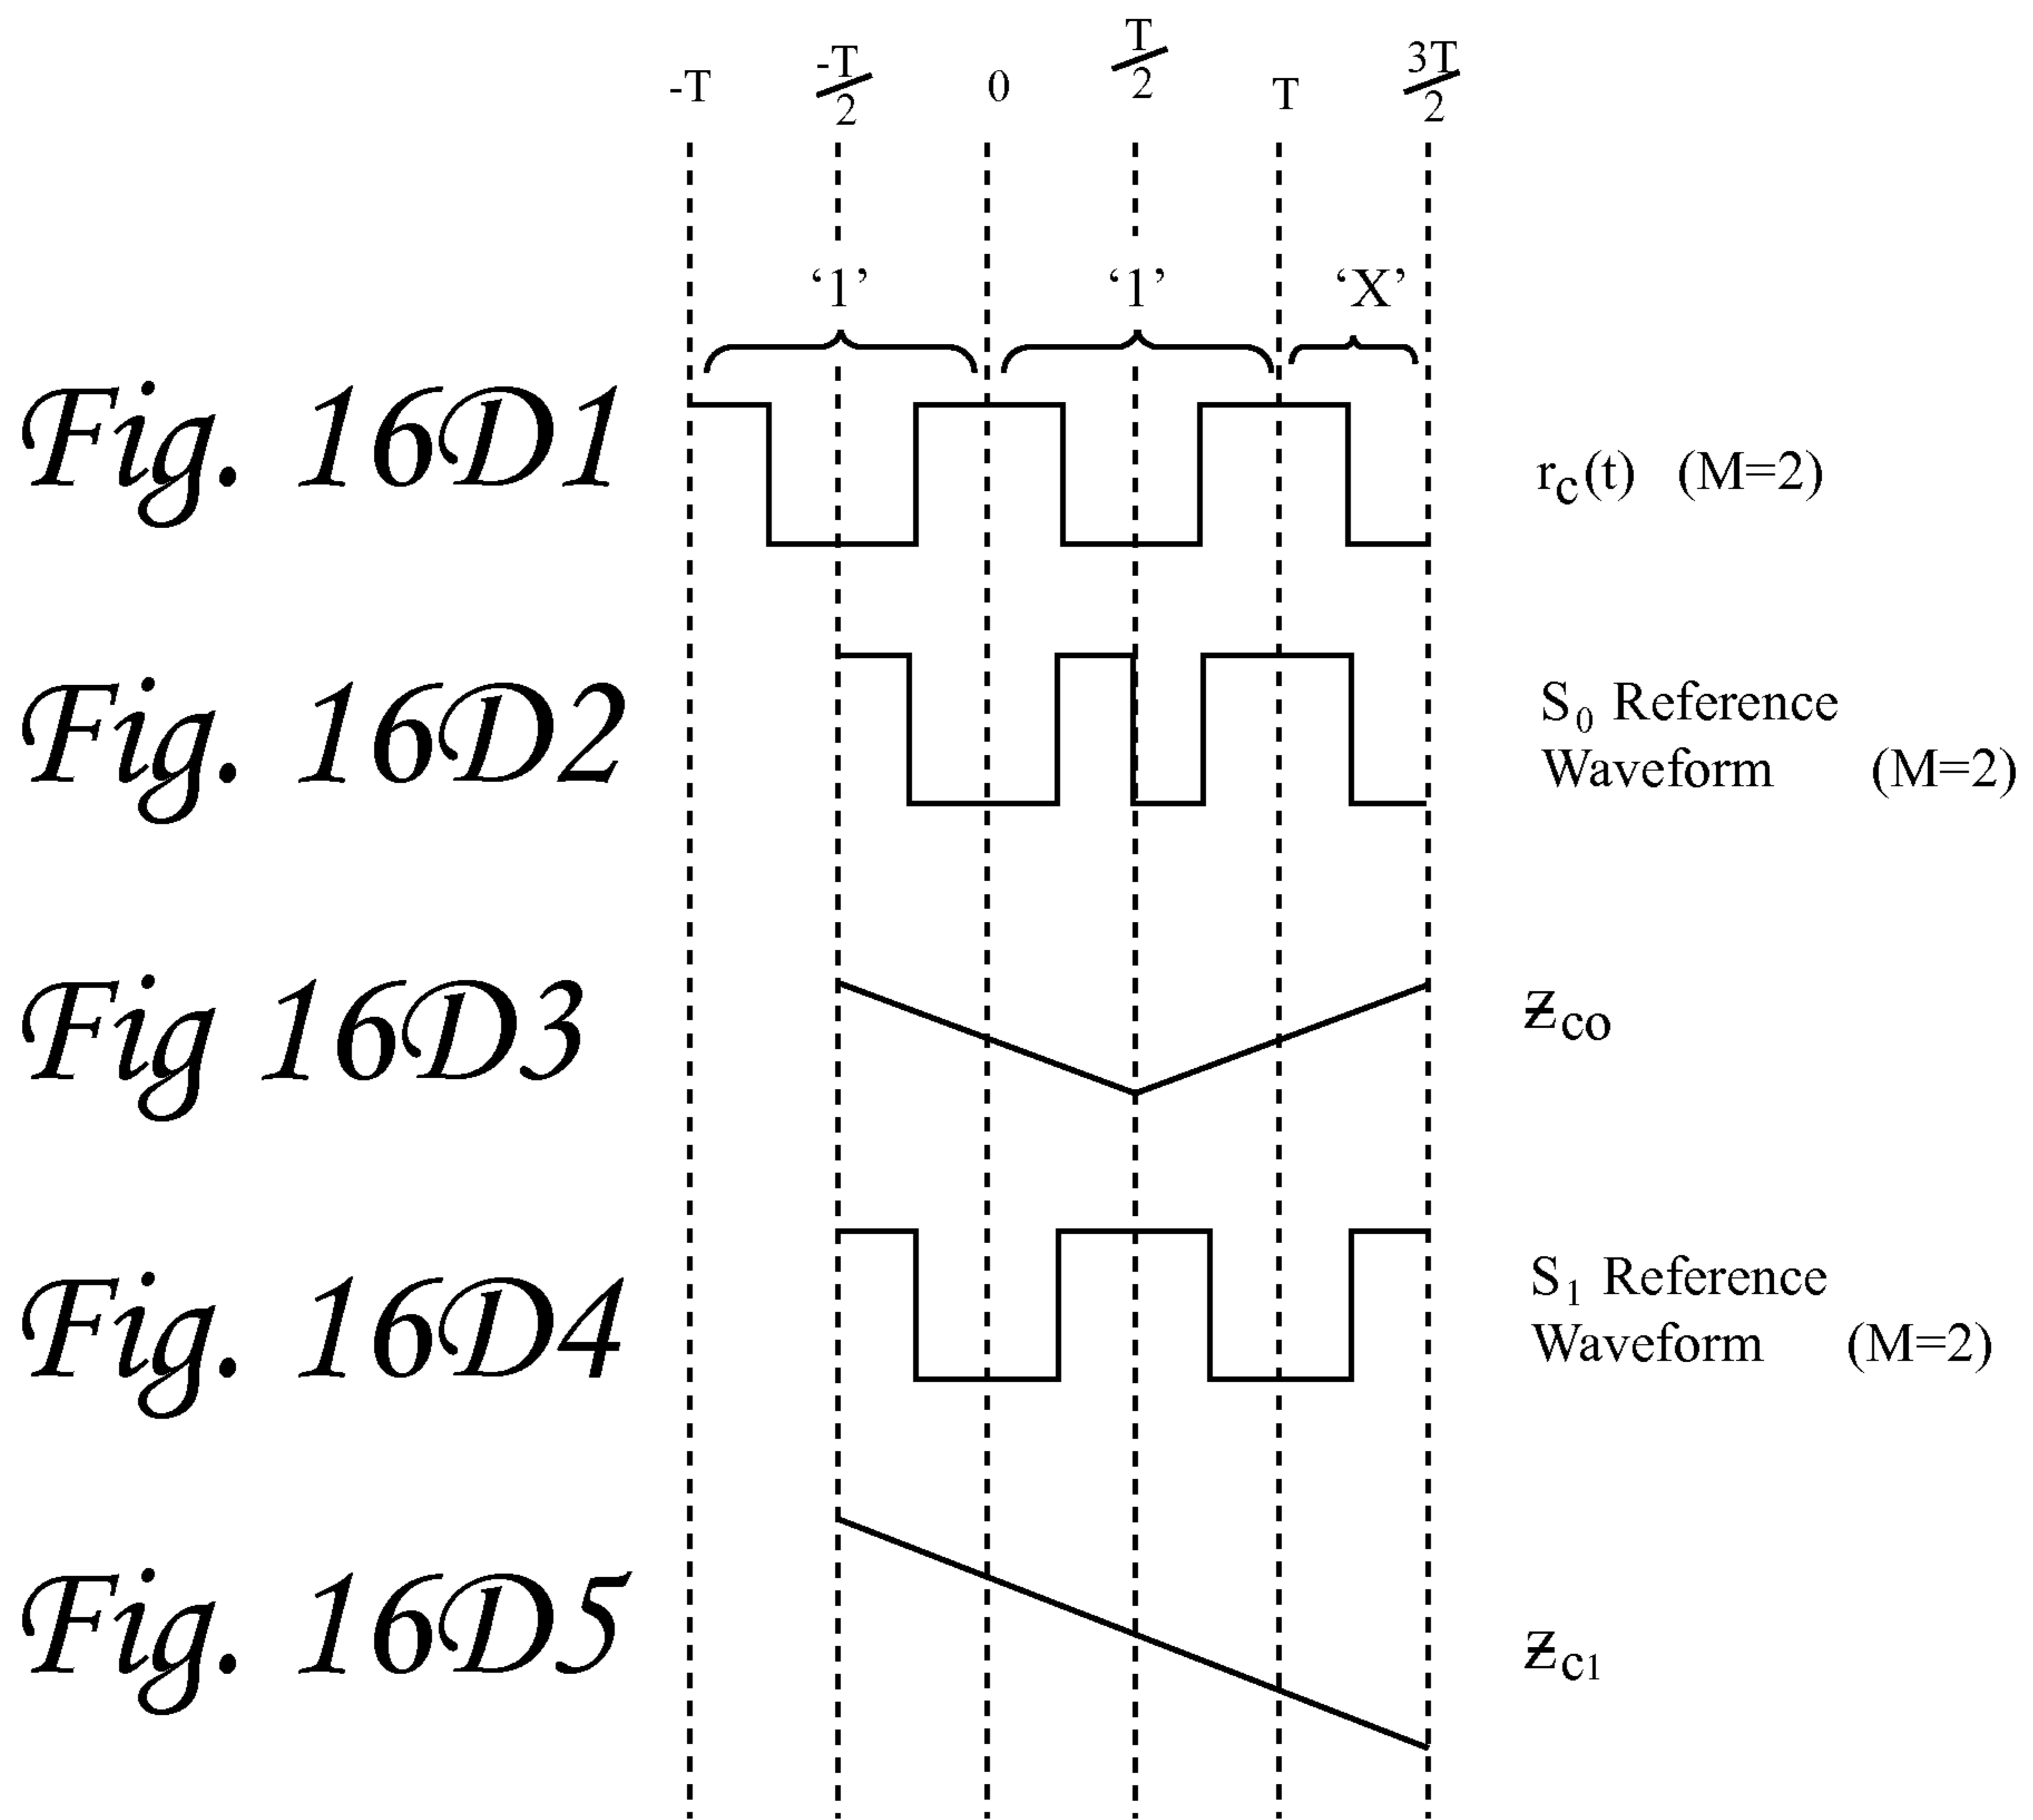 -T -T/2 0 T/2 T 3T/2
‘1’ ‘1’ ‘X’
Fig. 16D1
rC(t) (M=2)
Fig. 16D2
S0 Reference
Waveform (M=2)
Fig 16D3
zCO
Fig. 16D4
S1 Reference
Waveform (M=2)
Fig. 16D5
zC1